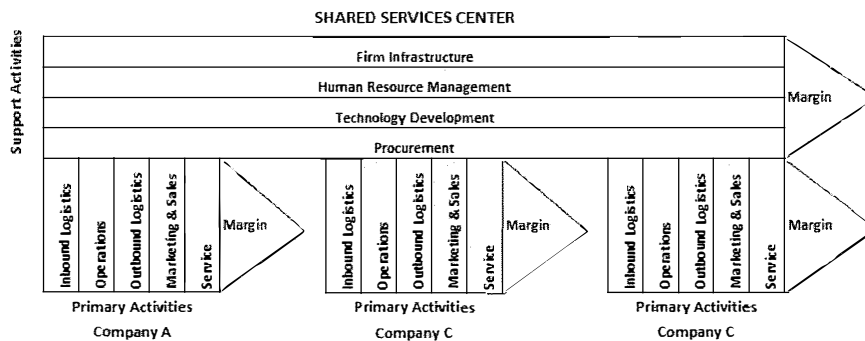 SHARED SERVICES CENTER
Support Activities
Firm Infrastructure
Human Resource Management
Technology Development
Procurement
Margin
Inbound Logistics
Operations
Outbound Logistics
Marketing & Sales
Service
Margin
Inbound Logistics
Operations
Outbound Logistics
Marketing & Sales
Service
Margin
Inbound Logistics
Operations
Outbound Logistics
Marketing & Sales
Service
Margin
Primary Activities
Primary Activities
Primary Activities
Company A
Company C
Company C